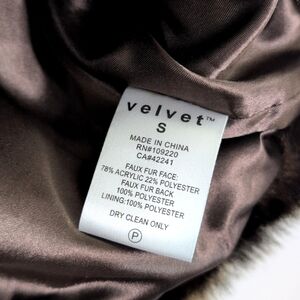 velvet™
S
MADE IN CHINA
RN#109220
CA#42241
FAUX FUR FACE:
78% ACRYLIC 22% POLYESTER
FAUX FUR BACK
100% POLYESTER
LINING:100% POLYESTER
DRY CLEAN ONLY
P